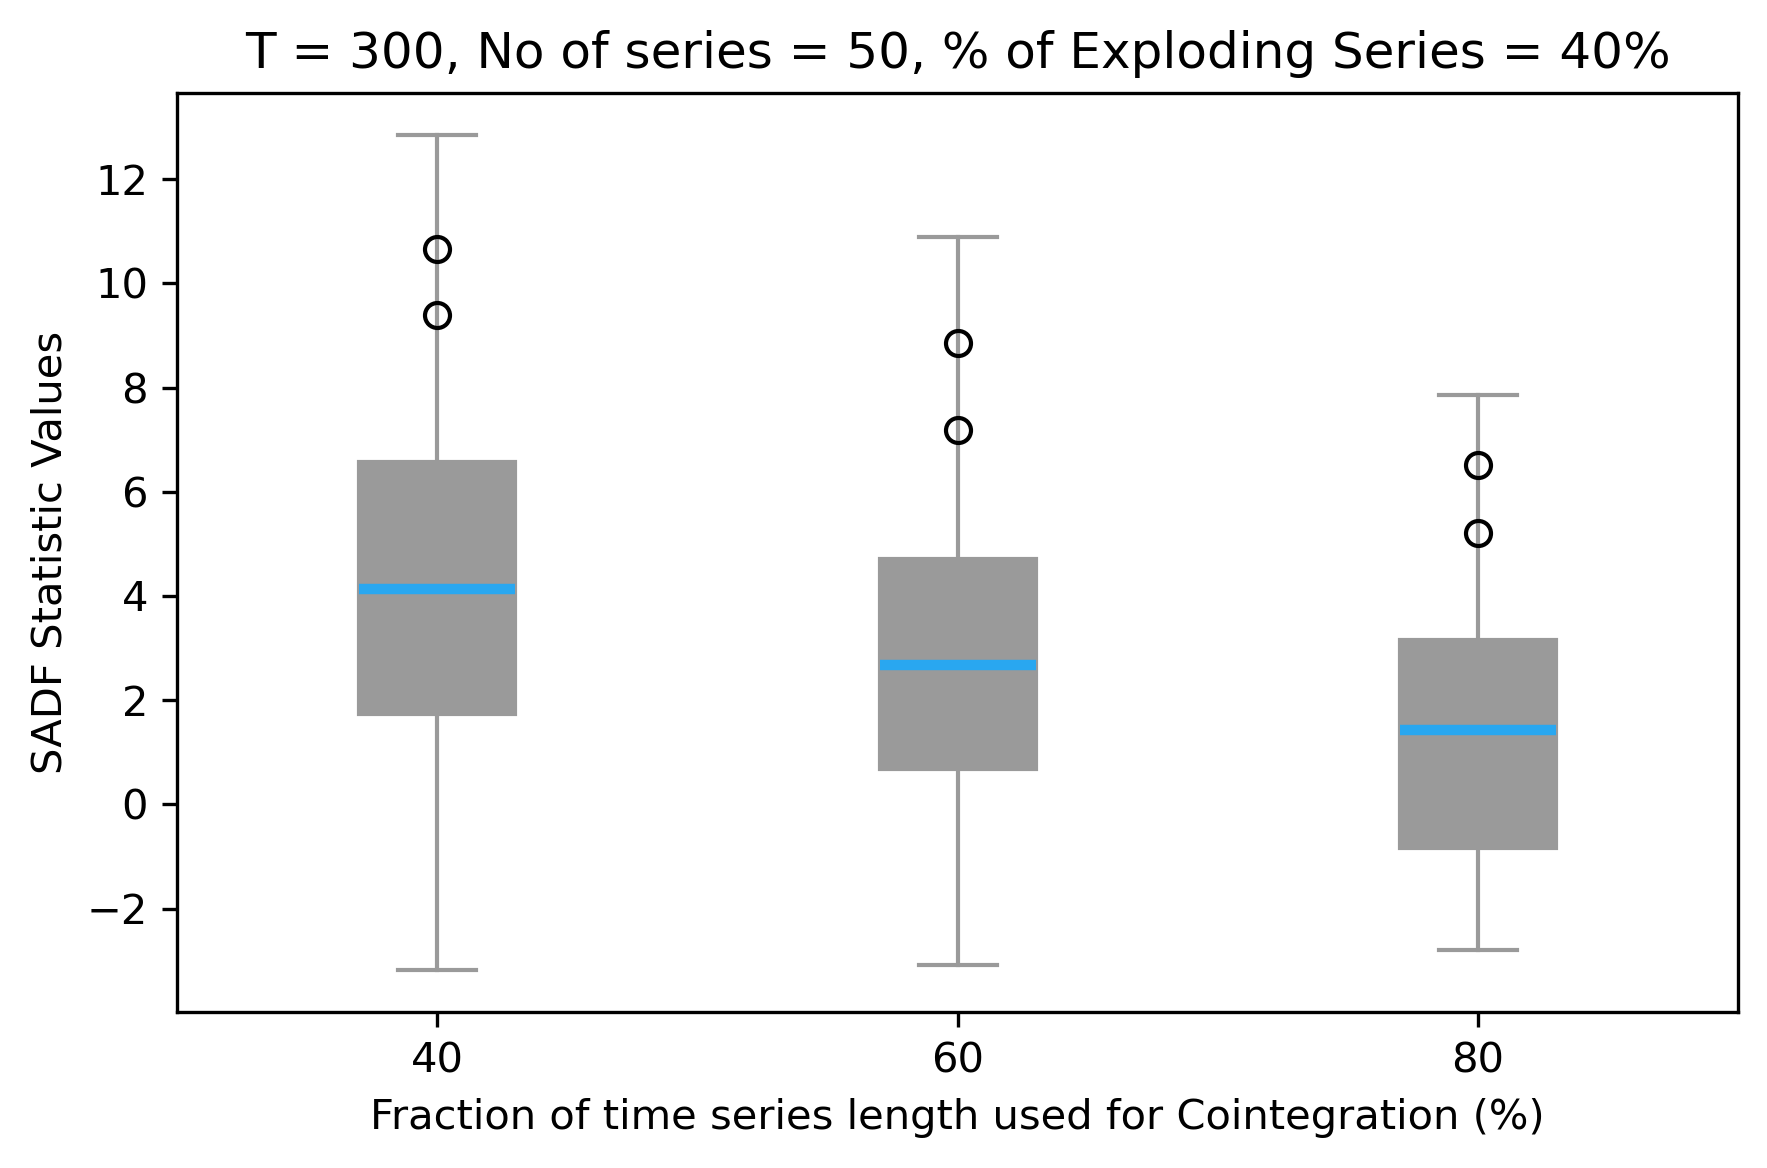 T = 300, No of series = 50, % of Exploding Series = 40%
SADF Statistic Values
12
10
8
6
4
2
0
−2
40 60 80
Fraction of time series length used for Cointegration (%)